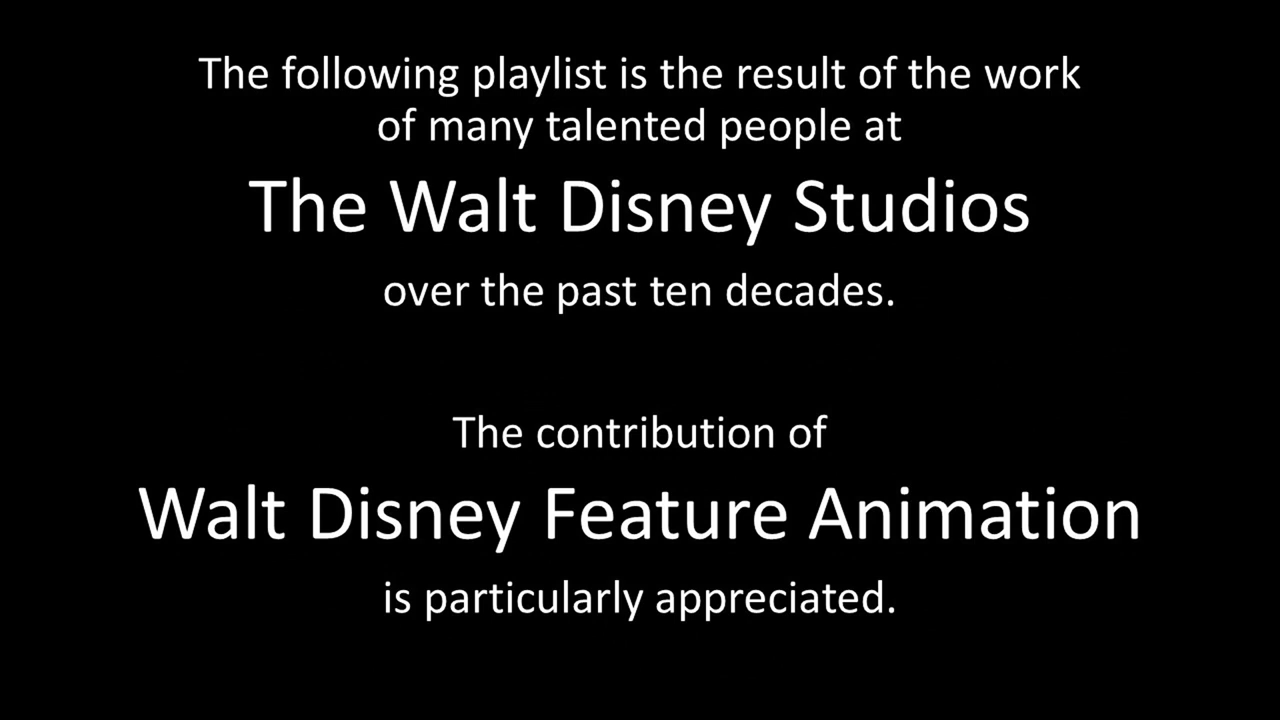 The following playlist is the result of the work
of many talented people at
The Walt Disney Studios
over the past ten decades.
The contribution of
Walt Disney Feature Animation
is particularly appreciated.